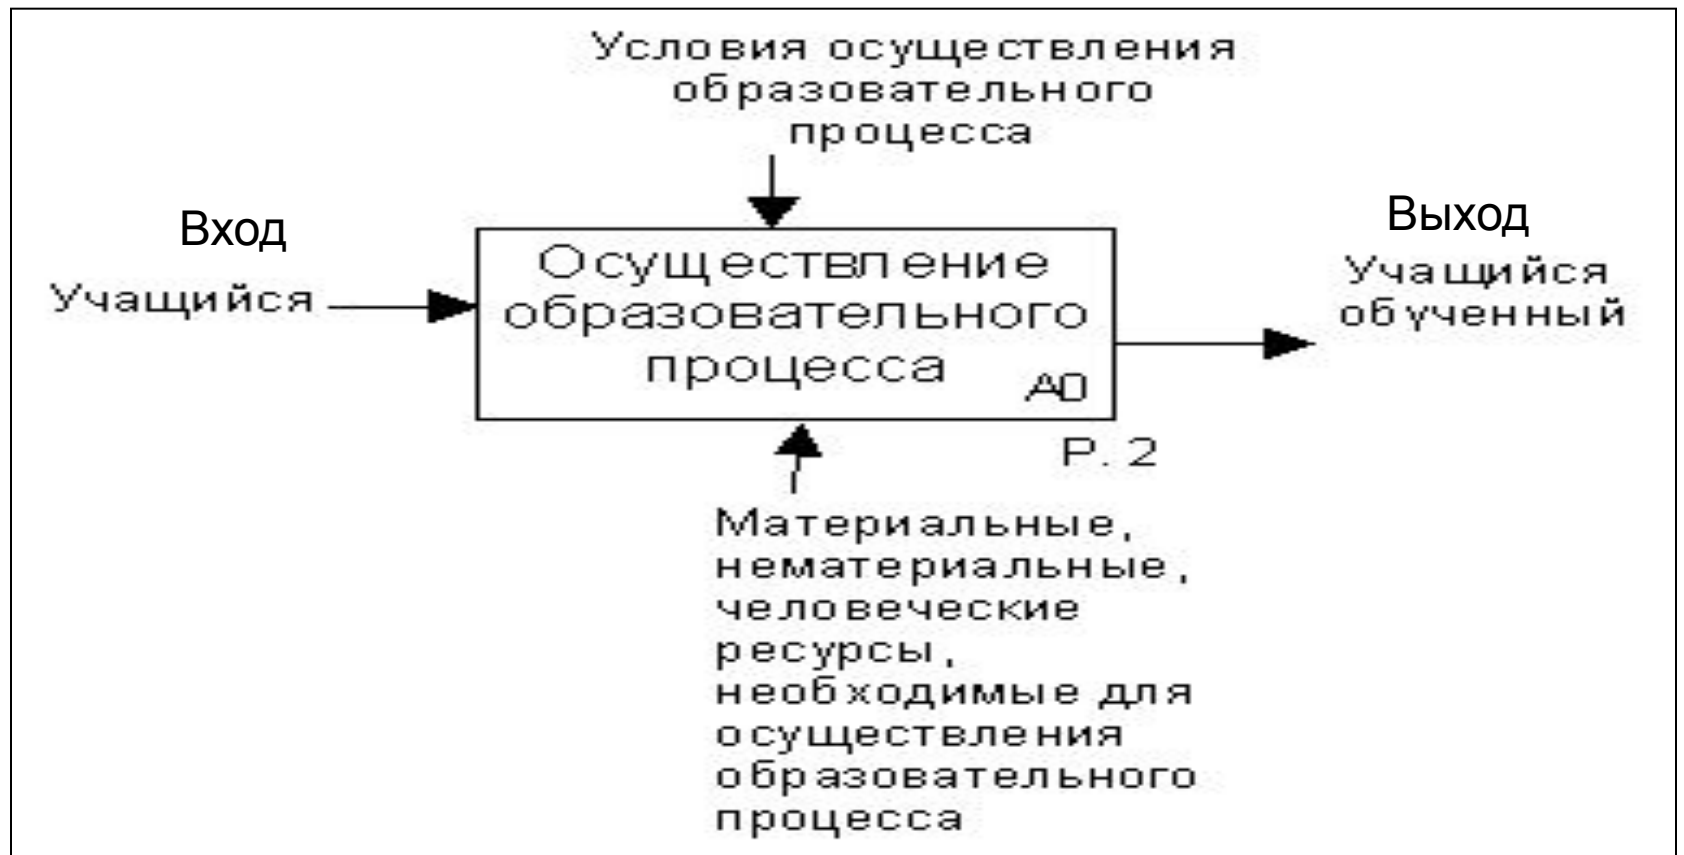 Условия осуществления
образовательного
процесса
Вход
Учащийся
Осуществление
образовательного
процесса
A0
P. 2
Выход
Учащийся
обученный
Материальные,
нематериальные,
человеческие
ресурсы,
необходимые для
осуществления
образовательного
процесса